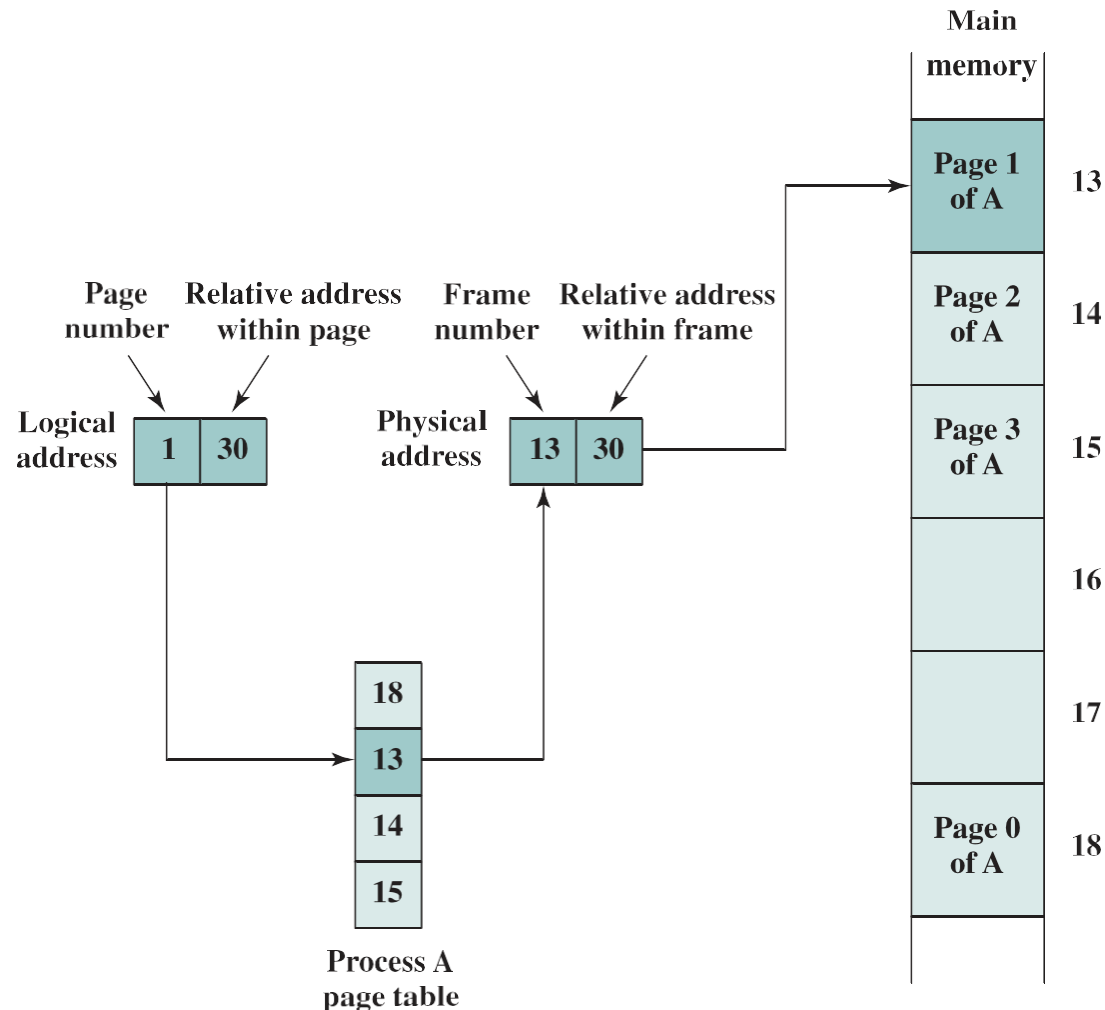 Main
memory
Page 1
of A
13
Page 2
of A
14
Page 3
of A
15
16
17
Page 0
of A
18
Page
number
Relative address
within page
Logical
address
1
30
Frame
number
Relative address
within frame
Physical
address
13
30
18
13
14
15
Process A
page table